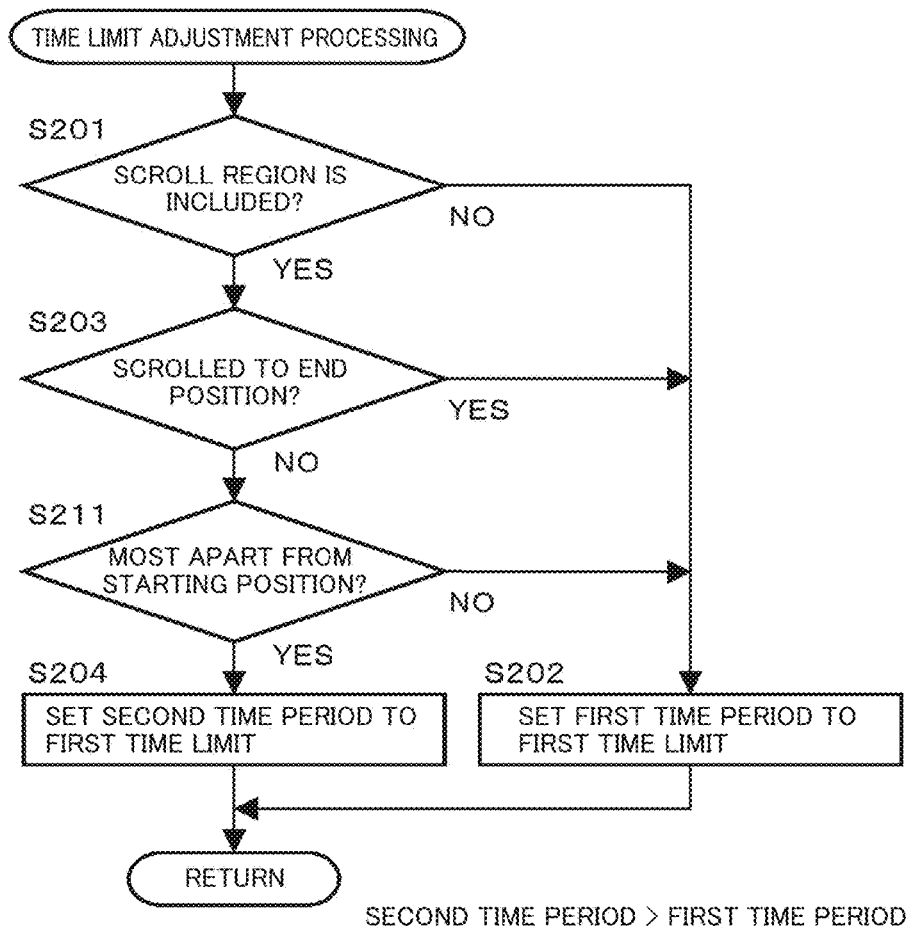 TIME LIMIT ADJUSTMENT PROCESSING
S201
SCROLL REGION IS
INCLUDED?
NO
YES
S203
SCROLLED TO END
POSITION?
YES
NO
S211
MOST APART FROM
STARTING POSITION?
NO
YES
S204
SET SECOND TIME PERIOD TO
FIRST TIME LIMIT
S202
SET FIRST TIME PERIOD TO
FIRST TIME LIMIT
RETURN
SECOND TIME PERIOD > FIRST TIME PERIOD